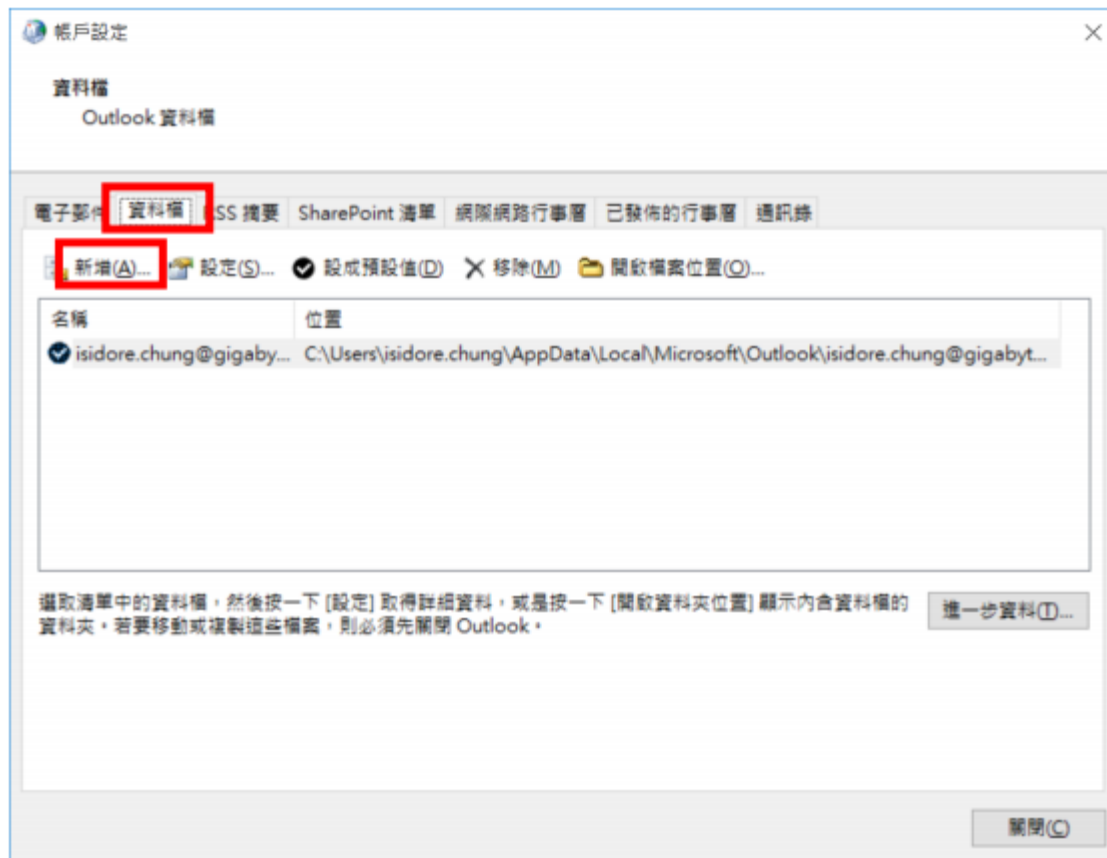 帳戶設定
資料檔
Outlook 資料檔
電子郵件 資料檔 RSS 摘要 SharePoint 清單 網際網路行事曆 已發佈的行事曆 通訊錄
新增(A)... 設定(S)... 設成預設值(D) 移除(M) 開啟檔案位置(O)...
名稱 位置
isidore.chung@gigaby... C:\Users\isidore.chung\AppData\Local\Microsoft\Outlook\isidore.chung@gigabyt...
選取清單中的資料檔，然後按一下 [設定] 取得詳細資料，或是按一下 [開啟資料夾位置] 顯示內含資料檔的
資料夾。若要移動或複製這些檔案，則必須先關閉 Outlook。
進一步資料(T)...
關閉(C)